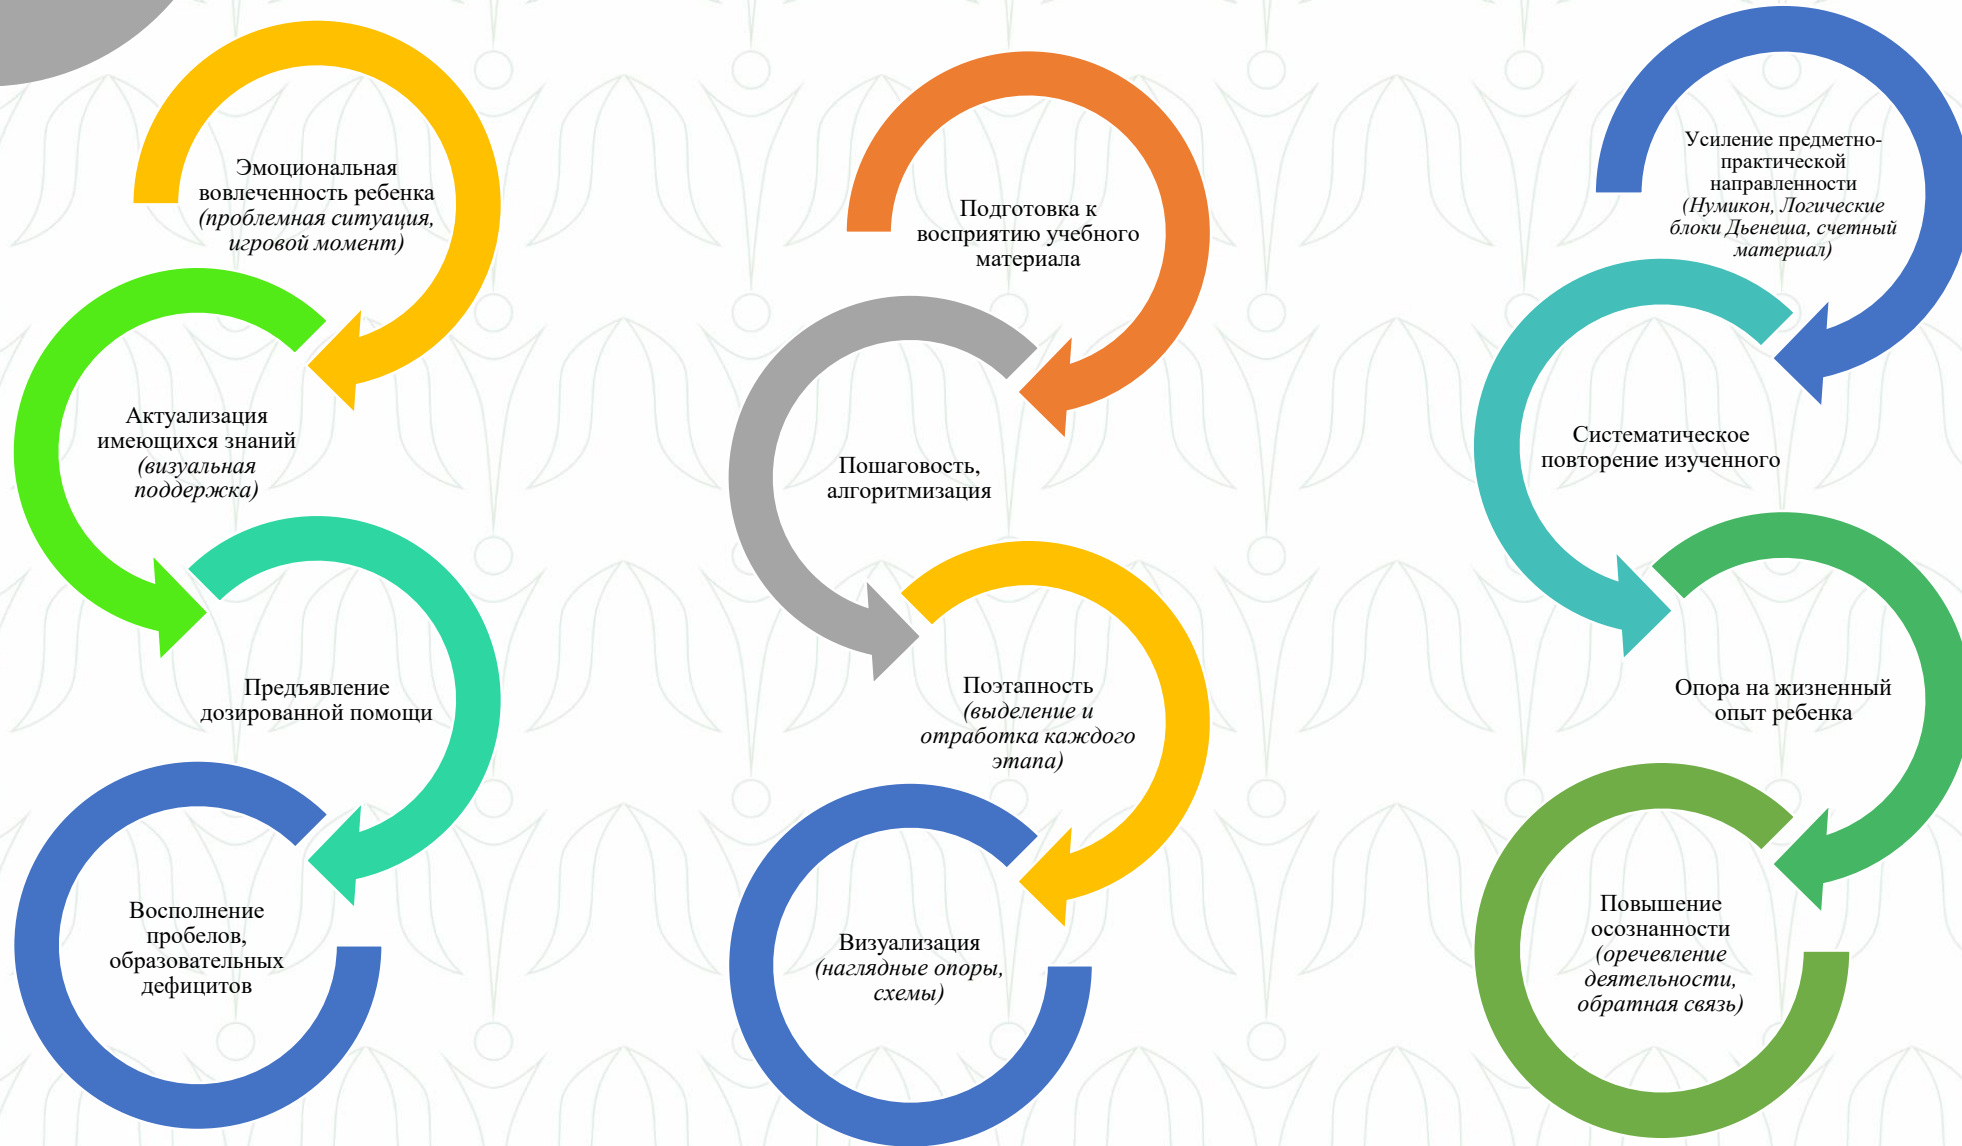 Эмоциональная
вовлеченность ребенка
(проблемная ситуация,
игровой момент)
Актуализация
имеющихся знаний
(визуальная
поддержка)
Предъявление
дозированной помощи
Восполнение
пробелов,
образовательных
дефицитов
Подготовка к
восприятию учебного
материала
Пошаговость,
алгоритмизация
Поэтапность
(выделение и
отработка каждого
этапа)
Визуализация
(наглядные опоры,
схемы)
Усиление предметно-
практической
направленности
(Нумикон, Логические
блоки Дьенеша, счетный
материал)
Систематическое
повторение изученного
Опора на жизненный
опыт ребенка
Повышение
осознанности
(оречевление
деятельности,
обратная связь)